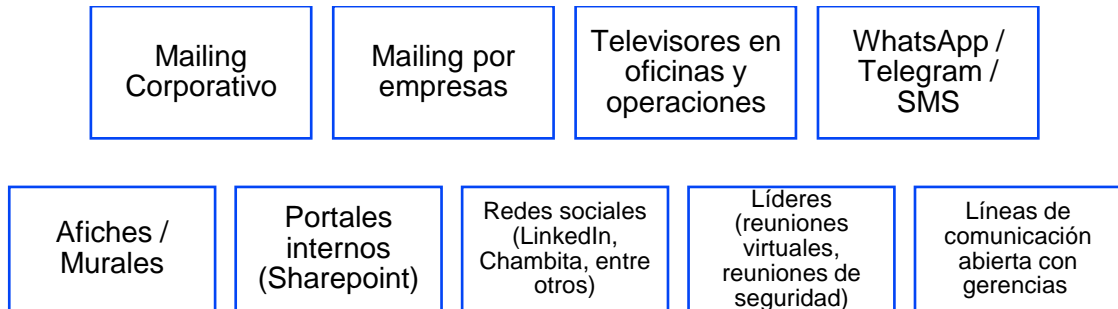 Mailing
Corporativo
Mailing por
empresas
Televisores en
oficinas y
operaciones
WhatsApp /
Telegram /
SMS
Afiches /
Murales
Portales
internos
(Sharepoint)
Redes sociales
(LinkedIn,
Chambita, entre
otros)
Líderes
(reuniones
virtuales,
reuniones de
seguridad)
Líneas de
comunicación
abierta con
gerencias